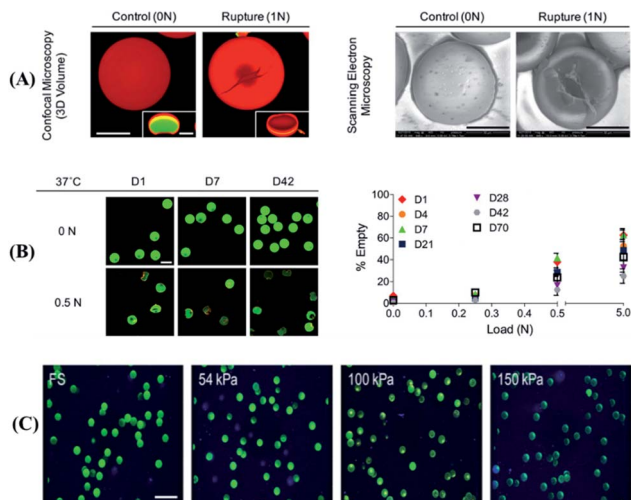 Control (0N) Rupture (1N) Control (0N) Rupture (1N)
(A)
Confocal Microscopy
(3D Volume)
Scanning Electron
Microscopy
37˚C D1 D7 D42
(B)
0 N
0.5 N
% Empty
100
80
60
40
20
0
D1 D28
D4 D42
D7 D70
D21
0.0 0.1 0.2 0.3 0.4 0.5 5.0
Load (N)
(C)
FS 54 kPa 100 kPa 150 kPa